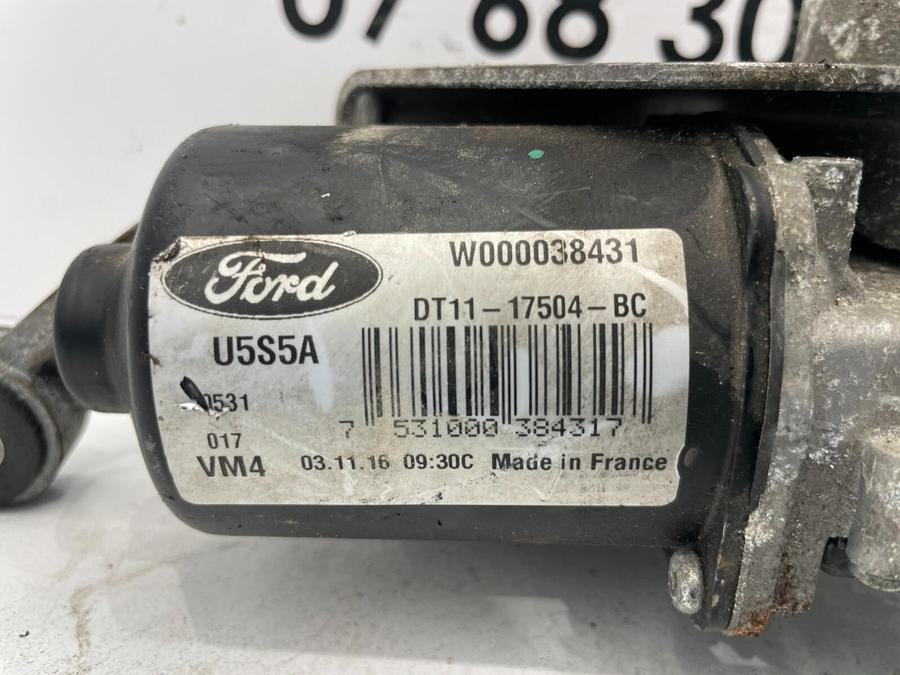 07 68 30
Ford
W000038431
DT11-17504-BC
U5S5A
0531
7 531000 384317
017
VM4 03.11.16 09:30C Made in France